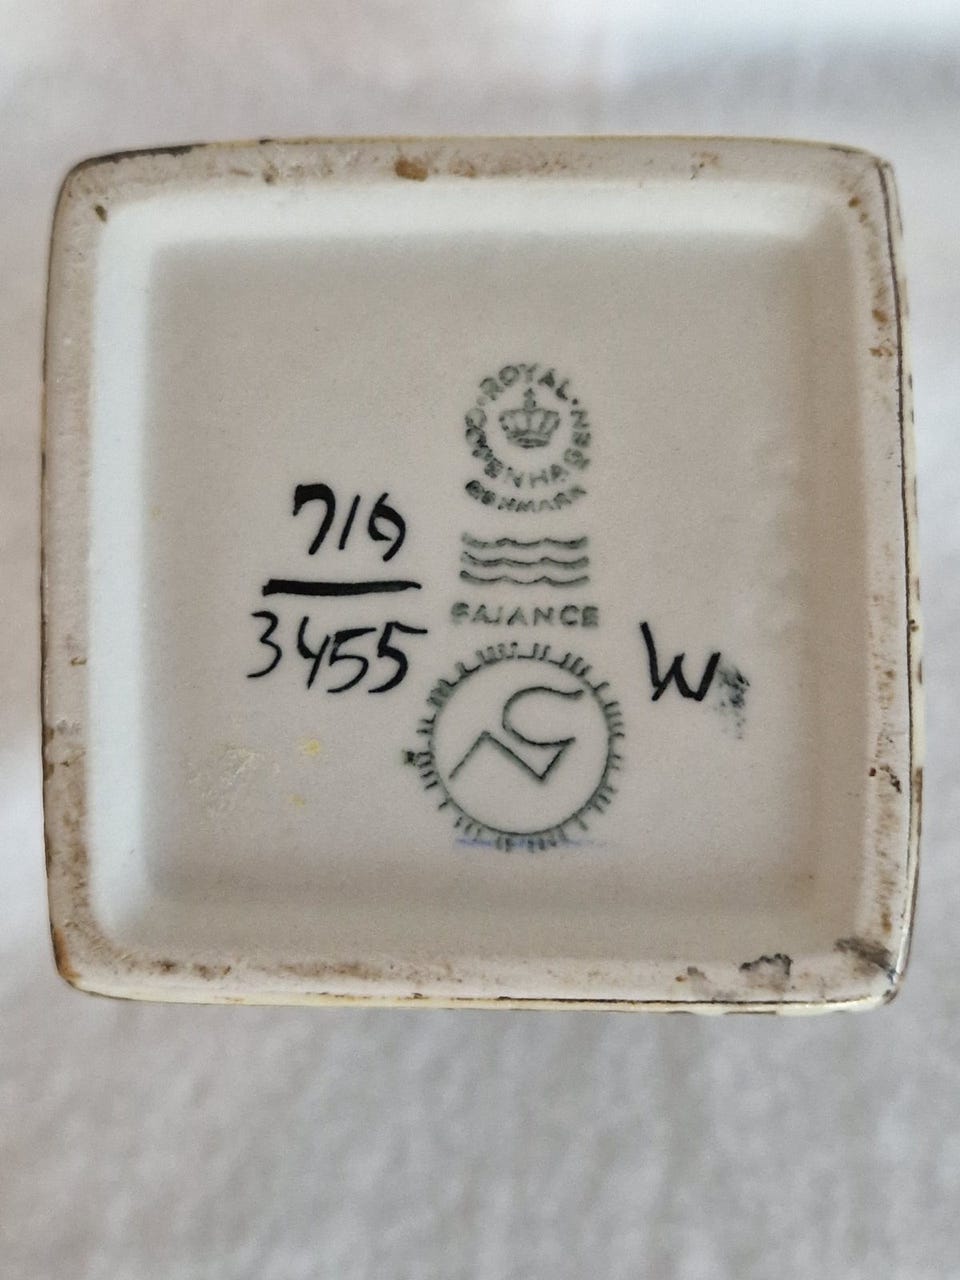 ROYAL COPENHAGEN
DENMARK
FAJANCE
719
3455
W